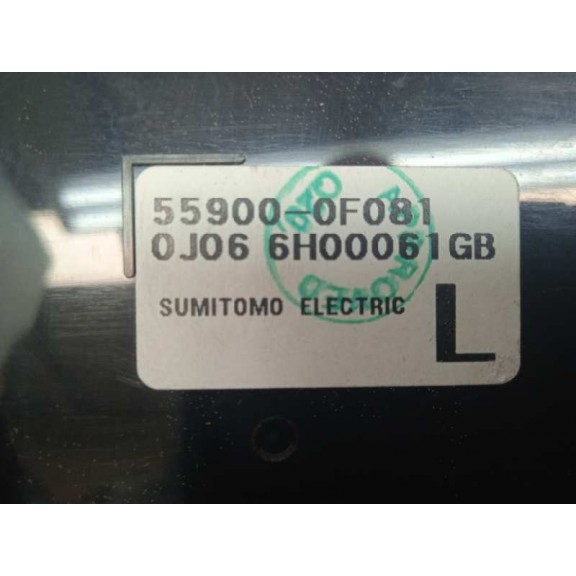 55900-0F081
0J06 6H00061GB
SUMITOMO ELECTRIC
L